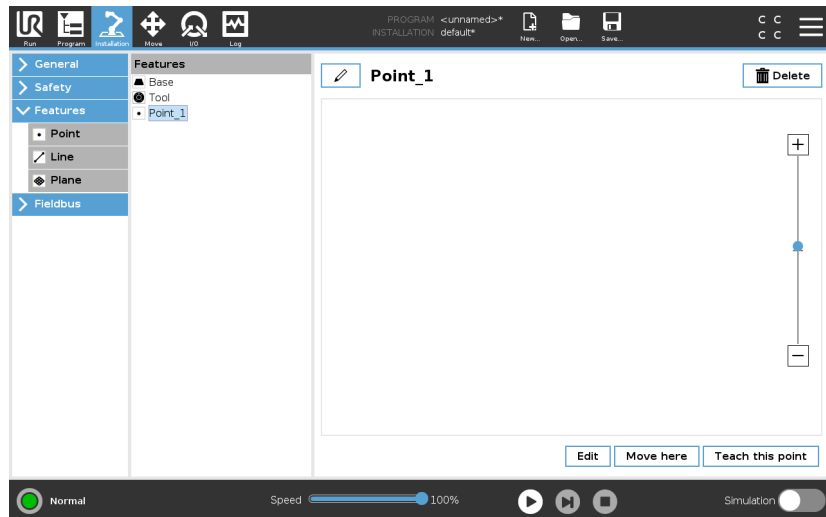 PROGRAM <unnamed>*
INSTALLATION default*
Run Program Installation Move I/O Log New... Open... Save...
C C
C C
General
Safety
Features
Point
Line
Plane
Fieldbus
Features
Base
Tool
Point_1
Point_1
Delete
Edit Move here Teach this point
Normal
Speed 100%
Simulation